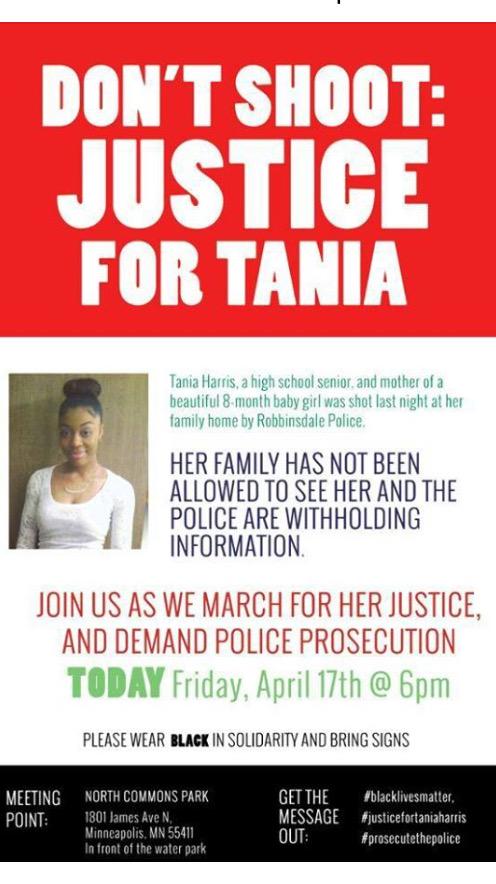 DON'T SHOOT:
JUSTICE
FOR TANIA
Tania Harris, a high school senior, and mother of a
beautiful 8-month baby girl was shot last night at her
family home by Robbinsdale Police.
HER FAMILY HAS NOT BEEN
ALLOWED TO SEE HER AND THE
POLICE ARE WITHHOLDING
INFORMATION.
JOIN US AS WE MARCH FOR HER JUSTICE,
AND DEMAND POLICE PROSECUTION
TODAY Friday, April 17th @ 6pm
PLEASE WEAR BLACK IN SOLIDARITY AND BRING SIGNS
MEETING
POINT:
NORTH COMMONS PARK
1801 James Ave N,
Minneapolis, MN 55411
In front of the water park
GET THE
MESSAGE
OUT:
#blacklivesmatter,
#justicefortaniaharris
#prosecutethepolice